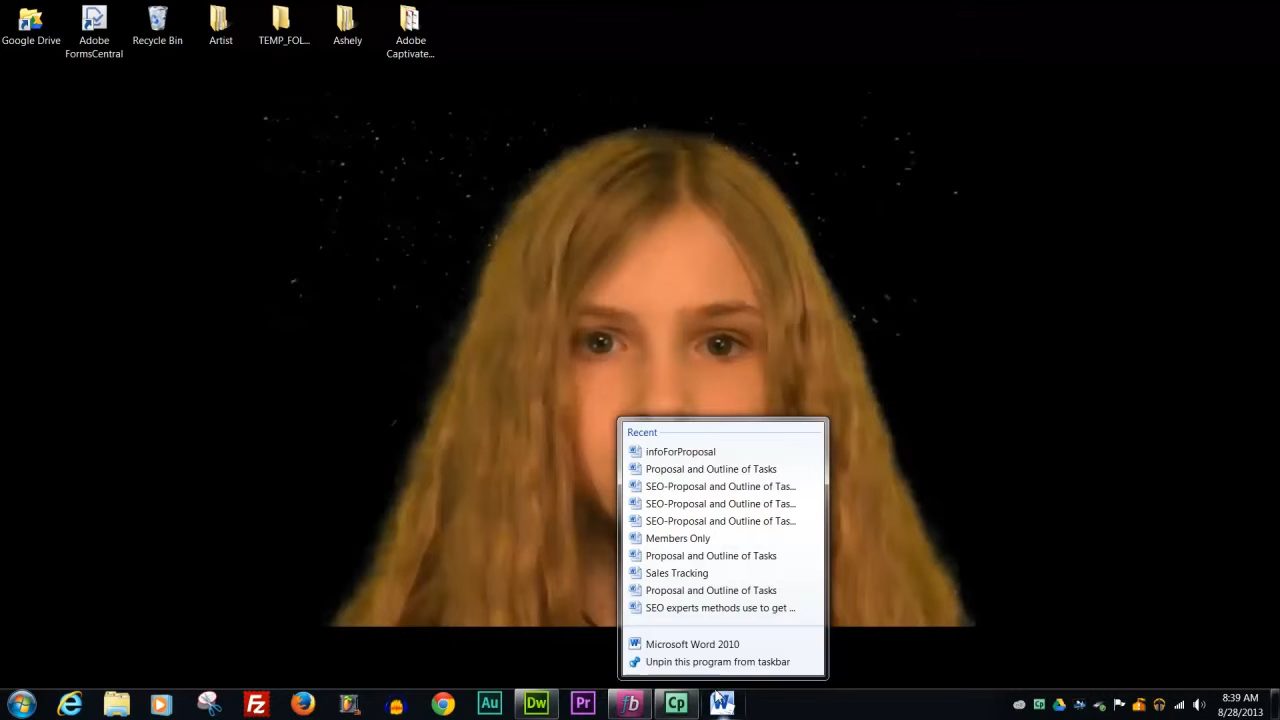 Google Drive
Adobe
FormsCentral
Recycle Bin
Artist
TEMP_FOL...
Ashely
Adobe
Captivate...
Recent
infoForProposal
Proposal and Outline of Tasks
SEO-Proposal and Outline of Tas...
SEO-Proposal and Outline of Tas...
SEO-Proposal and Outline of Tas...
Members Only
Proposal and Outline of Tasks
Sales Tracking
Proposal and Outline of Tasks
SEO experts methods use to get ...
Microsoft Word 2010
Unpin this program from taskbar
Fz
Au
Dw
Pr
fb
Cp
W
Cp
8:39 AM
8/28/2013